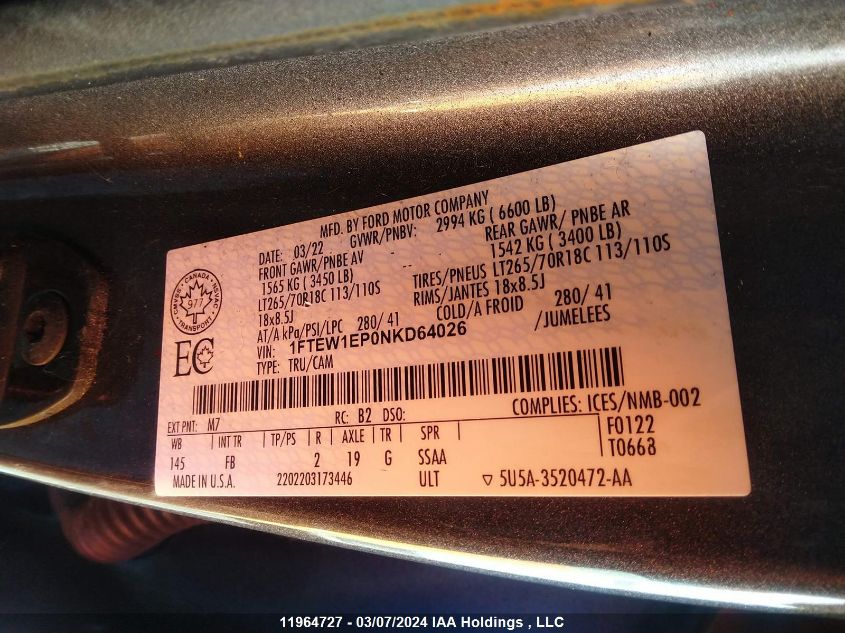 MFD. BY FORD MOTOR COMPANY
DATE: 03/22 GVWR/PNBV: 2994 KG ( 6600 LB)
FRONT GAWR/PNBE AV REAR GAWR/ PNBE AR
1565 KG ( 3450 LB) 1542 KG ( 3400 LB)
LT265/70R18C 113/110S TIRES/PNEUS LT265/70R18C 113/110S
18x8.5J RIMS/JANTES 18x8.5J
AT/A kPa/PSI/LPC 280/ 41 COLD/A FROID 280/ 41
VIN: 1FTEW1EP0NKD64026 /JUMELEES
TYPE: TRU/CAM
CANADA
CMVSS NSVAC
977
TRANSPORT
EC
EXT PNT: M7 RC: B2 DSO: COMPLIES: ICES/NMB-002
WB INT TR TP/PS R AXLE TR SPR F0122
145 FB 2 19 G SSAA T0668
MADE IN U.S.A. 2202203173446 ULT ▽ 5U5A-3520472-AA
11964727 - 03/07/2024 IAA Holdings , LLC